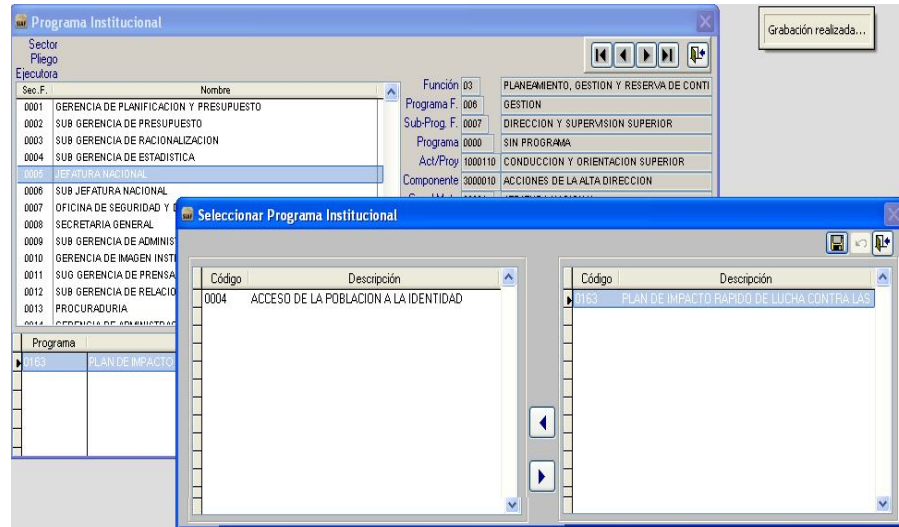 Programa Institucional
Grabación realizada...
Sector
Pliego
Ejecutora
Sec.F. Nombre
0001 GERENCIA DE PLANIFICACION Y PRESUPUESTO
0002 SUB GERENCIA DE PRESUPUESTO
0003 SUB GERENCIA DE RACIONALIZACION
0004 SUB GERENCIA DE ESTADISTICA
0005 JEFATURA NACIONAL
0006 SUB JEFATURA NACIONAL
0007 OFICINA DE SEGURIDAD Y
0008 SECRETARIA GENERAL
0009 SUB GERENCIA DE ADMINIS
0010 GERENCIA DE IMAGEN INSTI
0011 SUG GERENCIA DE PRENSA
0012 SUB GERENCIA DE RELACIO
0013 PROCURADURIA
Función 03 PLANEAMIENTO, GESTION Y RESERVA DE CONTI
Programa F. 006 GESTION
Sub-Prog. F. 0007 DIRECCION Y SUPERVISION SUPERIOR
Programa 0000 SIN PROGRAMA
Act/Proy 1000110 CONDUCCION Y ORIENTACION SUPERIOR
Componente 3000010 ACCIONES DE LA ALTA DIRECCION
Programa
0163 PLAN DE IMPACTO
Seleccionar Programa Institucional
Código Descripción
0004 ACCESO DE LA POBLACION A LA IDENTIDAD
Código Descripción
0163 PLAN DE IMPACTO RAPIDO DE LUCHA CONTRA LAS